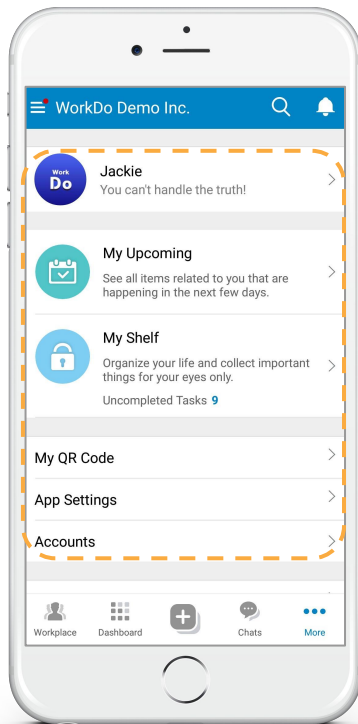 WorkDo Demo Inc.
Work
Do
Jackie
You can't handle the truth!
My Upcoming
See all items related to you that are
happening in the next few days.
My Shelf
Organize your life and collect important
things for your eyes only.
Uncompleted Tasks 9
My QR Code
App Settings
Accounts
Workplace
Dashboard
Chats
More